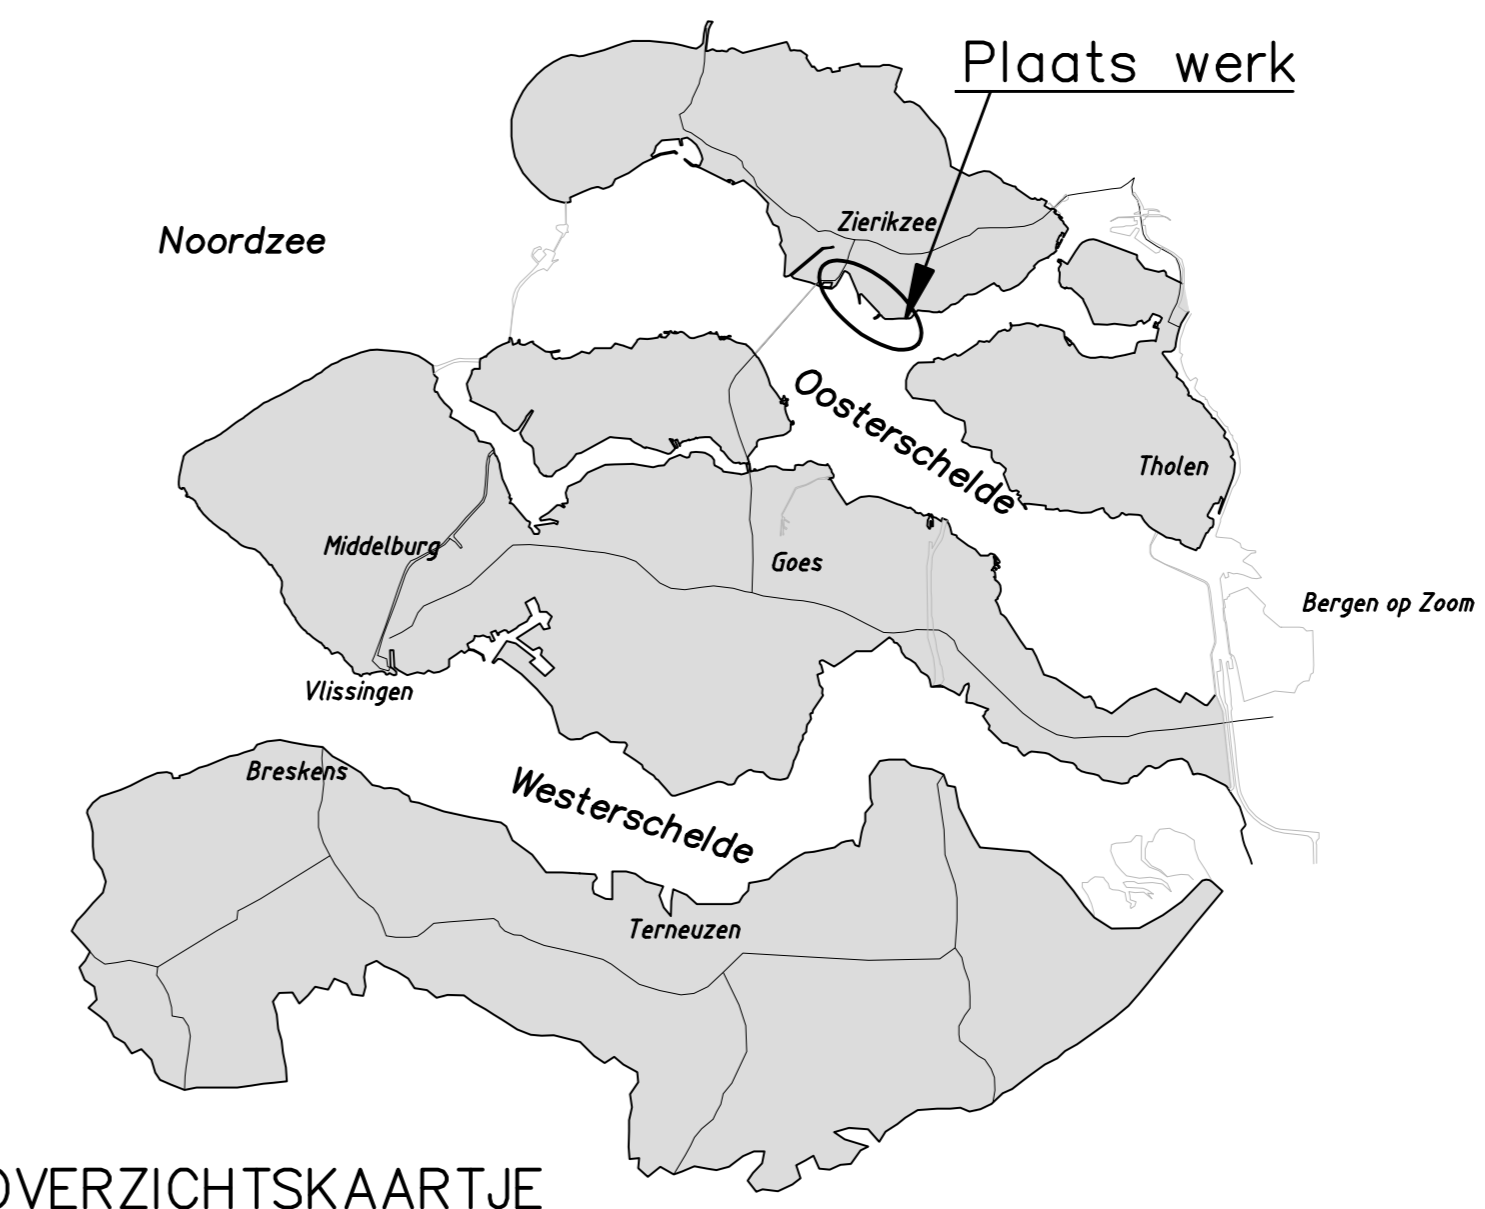 Plaats werk
Zierikzee
Noordzee
Oosterschelde
Tholen
Middelburg
Goes
Bergen op Zoom
Vlissingen
Breskens
Westerschelde
Terneuzen
OVERZICHTSKAARTJE